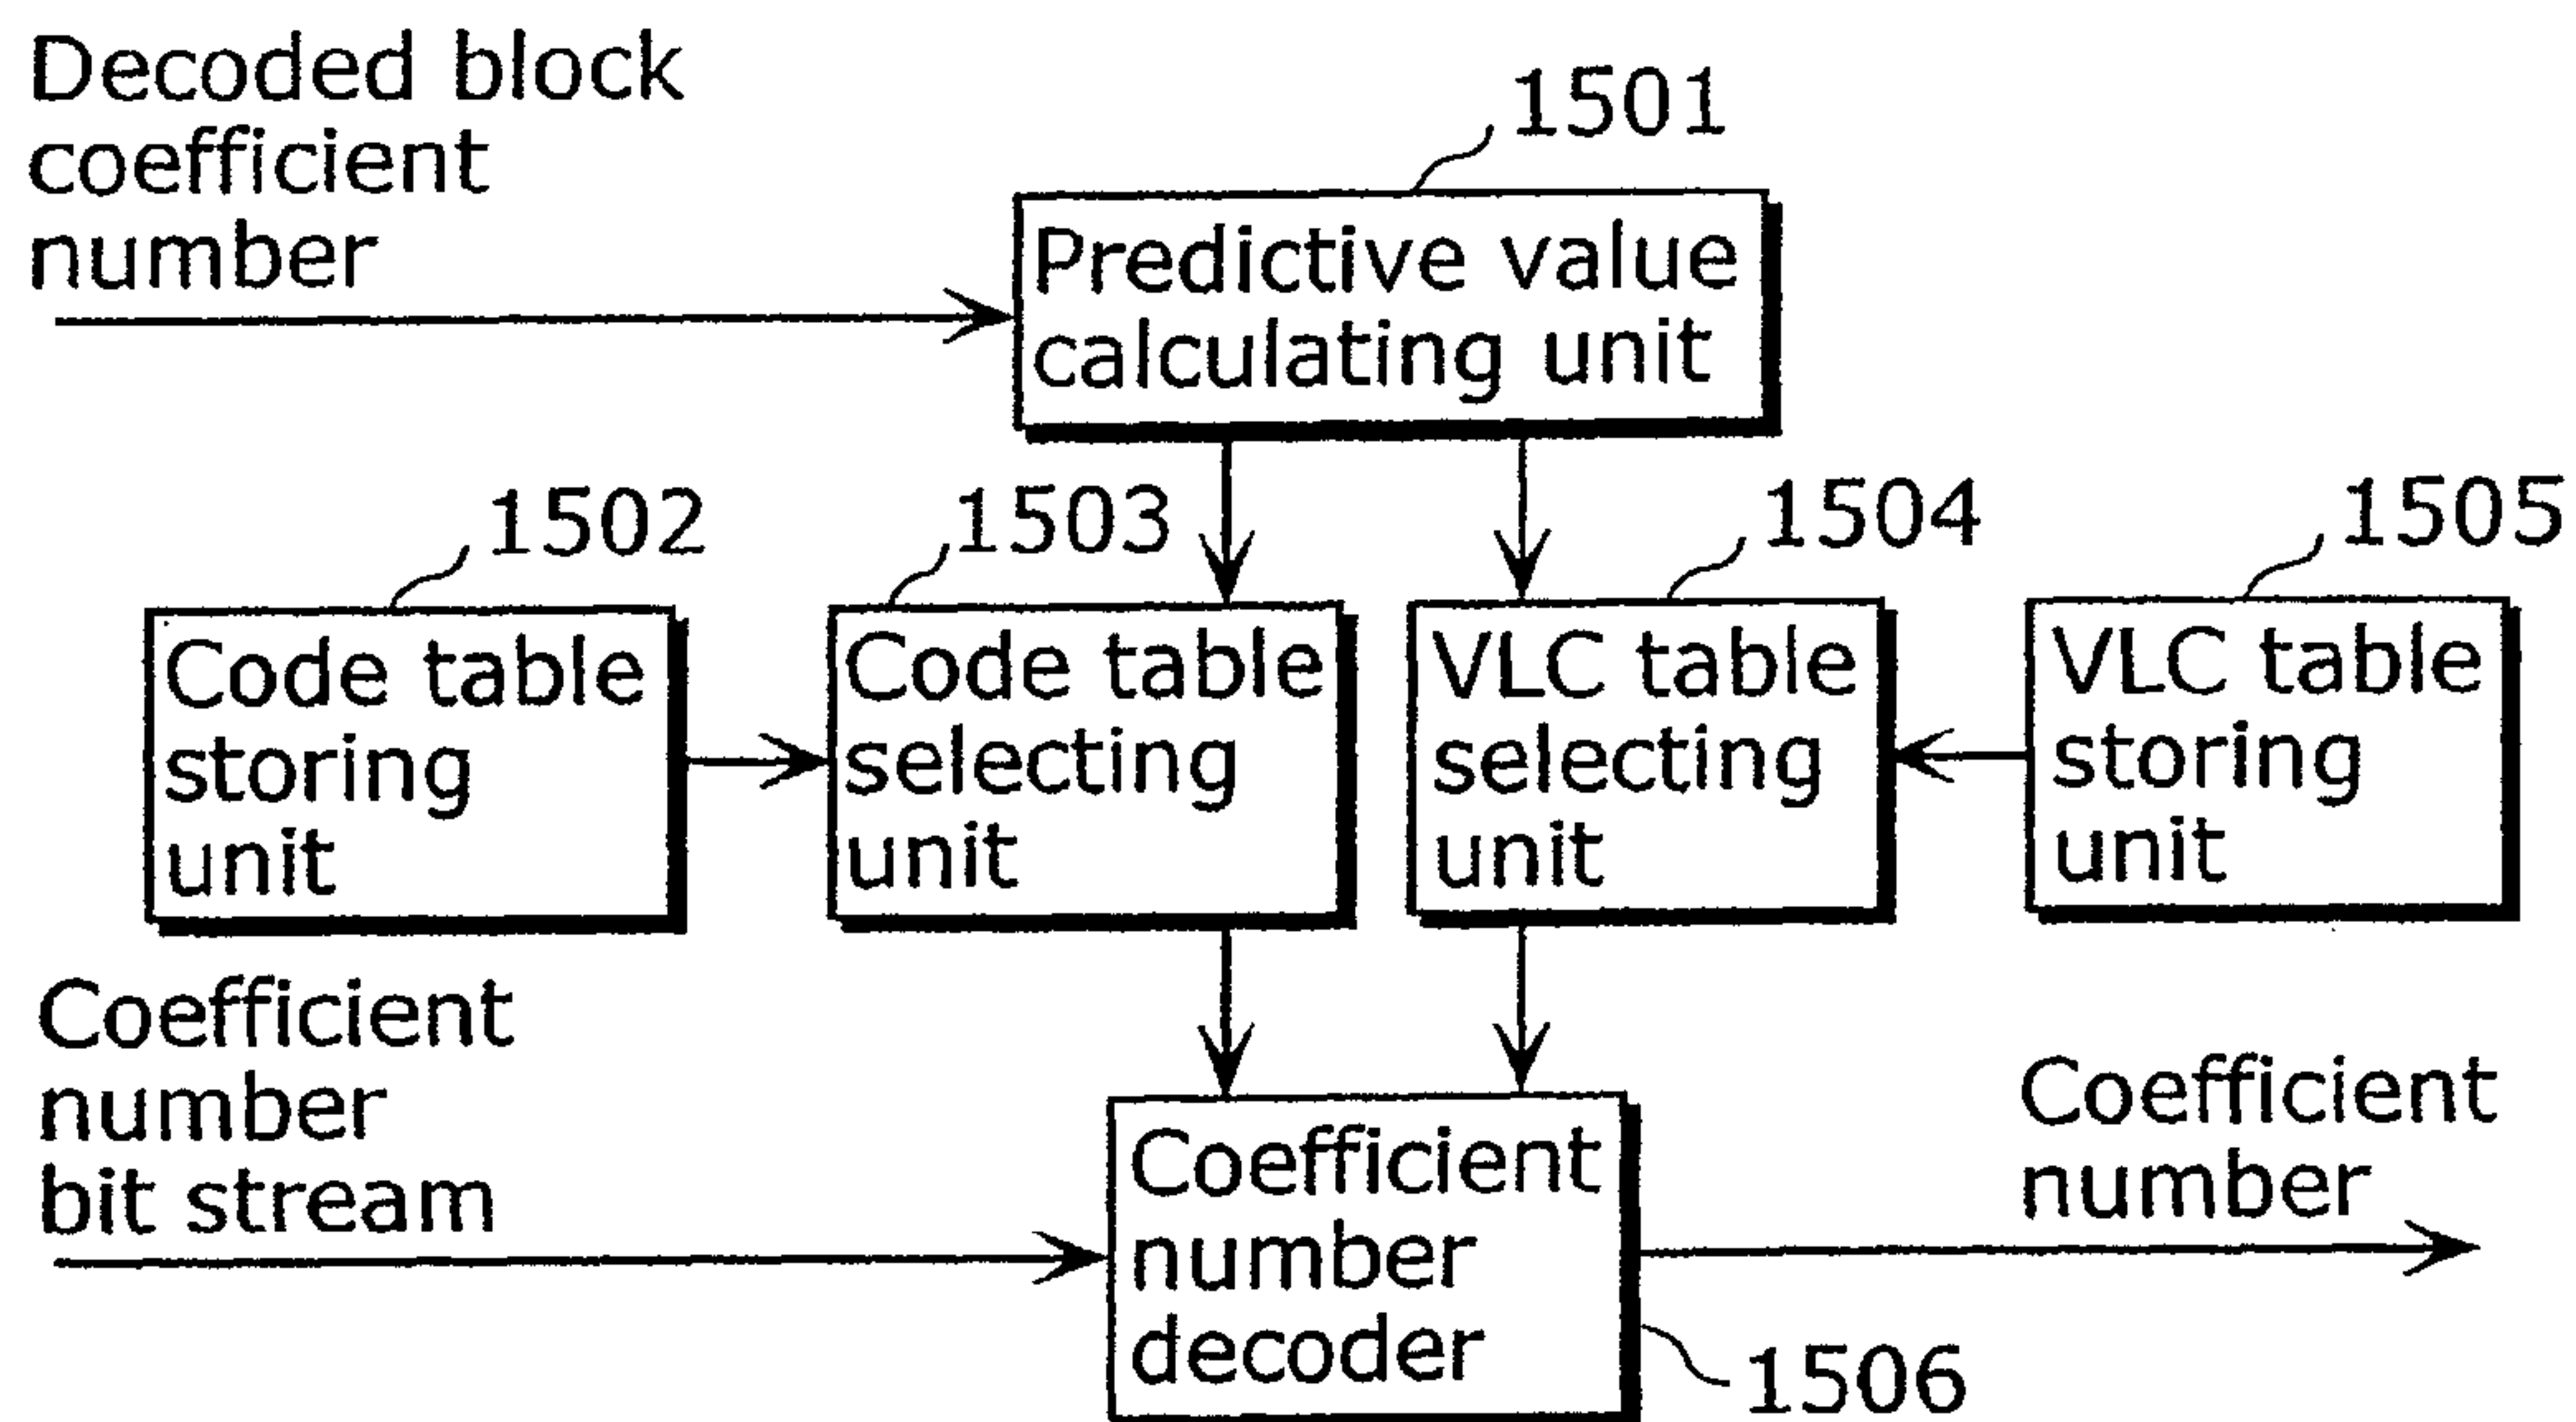 Decoded block
coefficient
number
1501
Predictive value
calculating unit
1502
1503
1504
1505
Code table
storing
unit
Code table
selecting
unit
VLC table
selecting
unit
VLC table
storing
unit
Coefficient
number
bit stream
Coefficient
number
decoder
Coefficient
number
1506